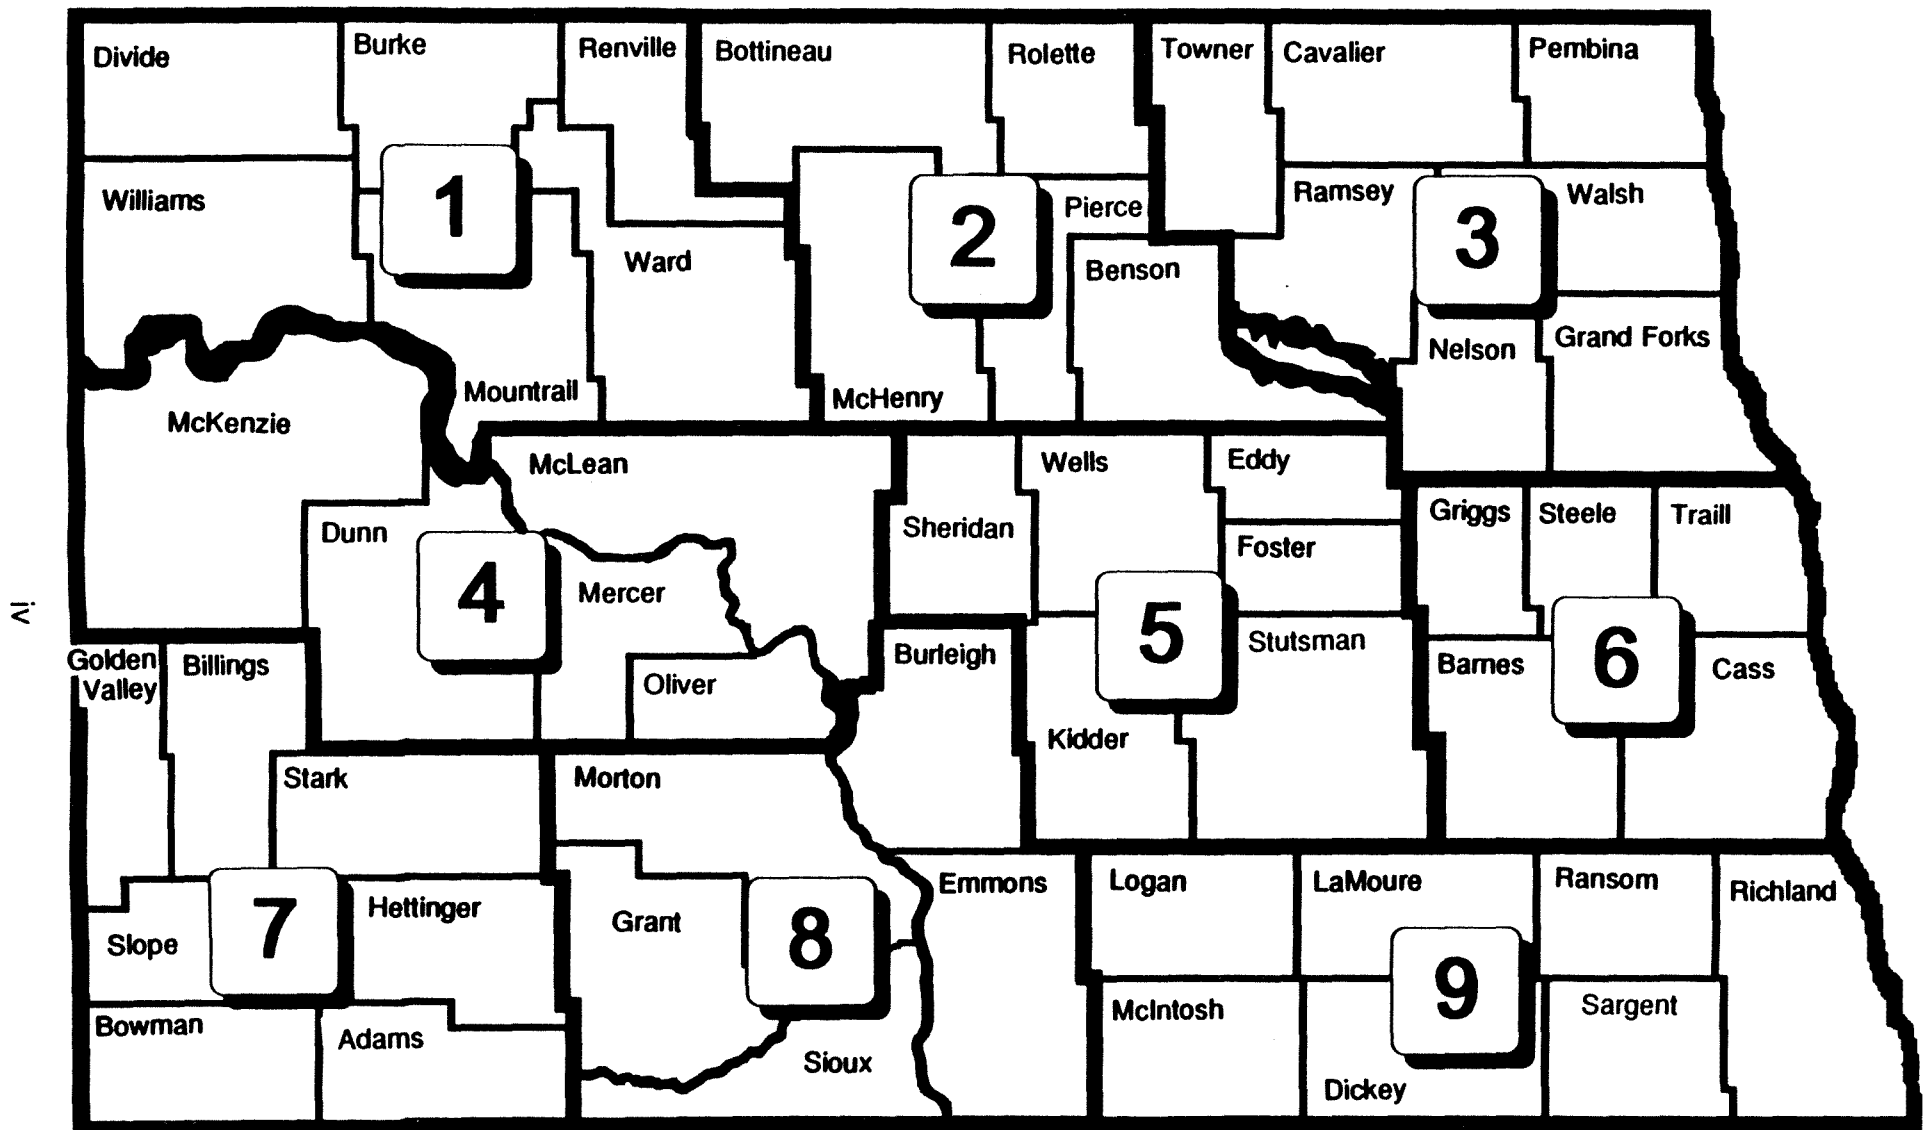 Divide
Burke
Renville
Bottineau
Rolette
Towner
Cavalier
Pembina
Williams
1
Ward
2
Pierce
Benson
Ramsey
3
Walsh
Nelson
Grand Forks
McKenzie
Mountrail
McHenry
McLean
Sheridan
Wells
Eddy
Foster
Griggs
Steele
Traill
Dunn
4
Mercer
Oliver
iv
Golden
Valley
Billings
Burleigh
5
Stutsman
Kidder
Barnes
6
Cass
Stark
Morton
Emmons
Logan
LaMoure
Ransom
Richland
Slope
7
Hettinger
Grant
8
9
Bowman
Adams
Sioux
McIntosh
Dickey
Sargent